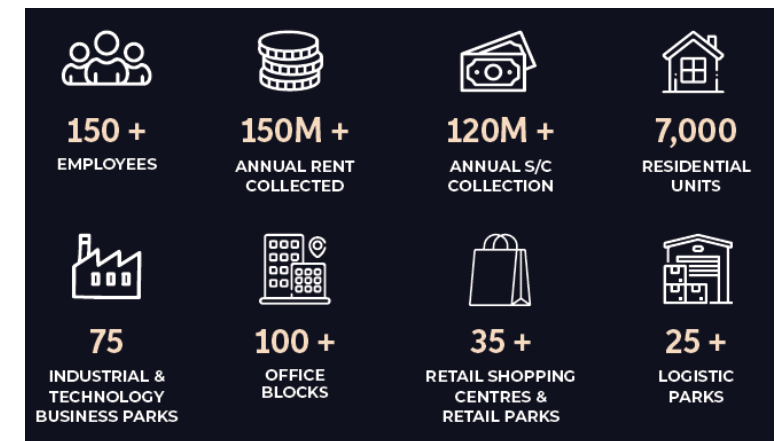 150 +
EMPLOYEES
150M +
ANNUAL RENT
COLLECTED
120M +
ANNUAL S/C
COLLECTION
7,000
RESIDENTIAL
UNITS
75
INDUSTRIAL &
TECHNOLOGY
BUSINESS PARKS
100 +
OFFICE
BLOCKS
35 +
RETAIL SHOPPING
CENTRES &
RETAIL PARKS
25 +
LOGISTIC
PARKS